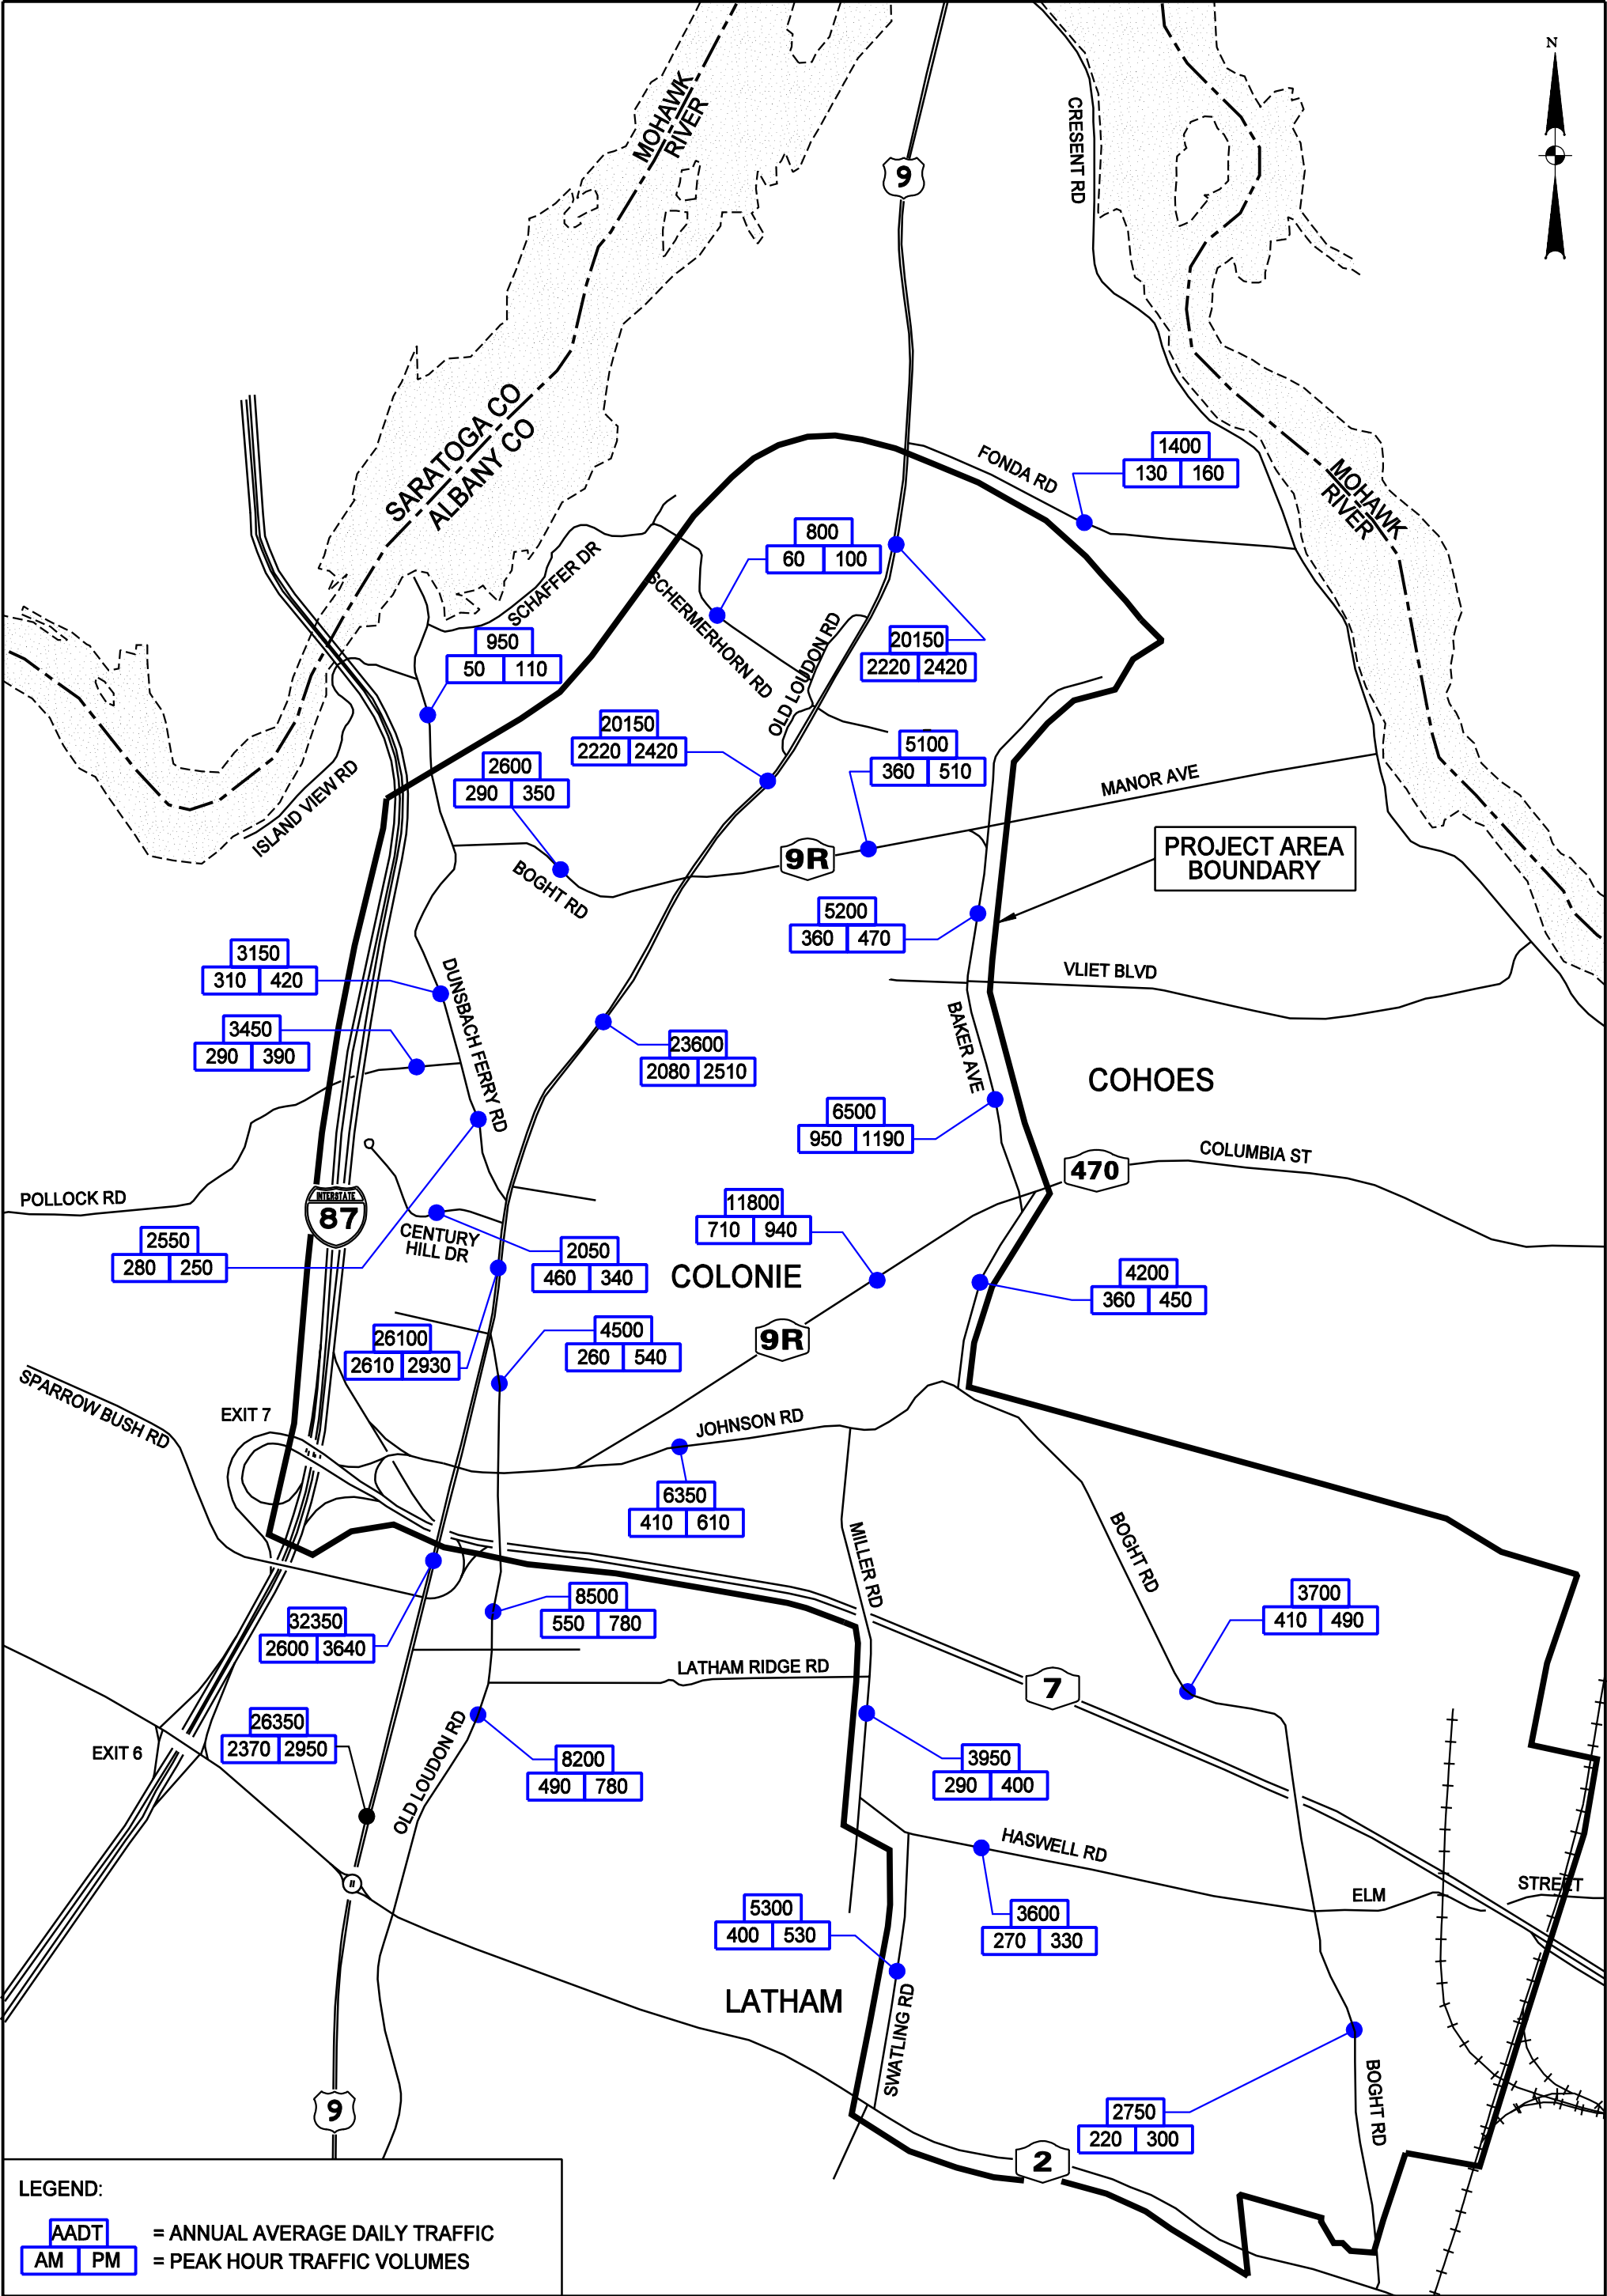 N
MOHAWK
RIVER
9
CRESENT RD
SARATOGA CO
ALBANY CO
FONDA RD
1400
130 160
MOHAWK
RIVER
800
60 100
SCHAFFER DR
SCHERMERHORN RD
OLD LOUDON RD
950
50 110
20150
2220 2420
20150
2220 2420
5100
360 510
2600
290 350
ISLAND VIEW RD
MANOR AVE
BOGHT RD
9R
PROJECT AREA
BOUNDARY
5200
360 470
3150
310 420
DUNSBACH FERRY RD
VLIET BLVD
3450
290 390
23600
2080 2510
BAKER AVE
COHOES
6500
950 1190
COLUMBIA ST
470
POLLOCK RD
INTERSTATE
87
11800
710 940
CENTURY
HILL DR
2550
280 250
2050
460 340
COLONIE
4200
360 450
26100
2610 2930
4500
260 540
9R
SPARROW BUSH RD
EXIT 7
JOHNSON RD
6350
410 610
MILLER RD
BOGHT RD
8500
550 780
3700
410 490
32350
2600 3640
LATHAM RIDGE RD
7
26350
2370 2950
EXIT 6
OLD LOUDON RD
8200
490 780
3950
290 400
HASWELL RD
ELM
STREET
5300
400 530
3600
270 330
LATHAM
SWATLING RD
9
BOGHT RD
2750
220 300
2
LEGEND:
AADT = ANNUAL AVERAGE DAILY TRAFFIC
AM PM = PEAK HOUR TRAFFIC VOLUMES